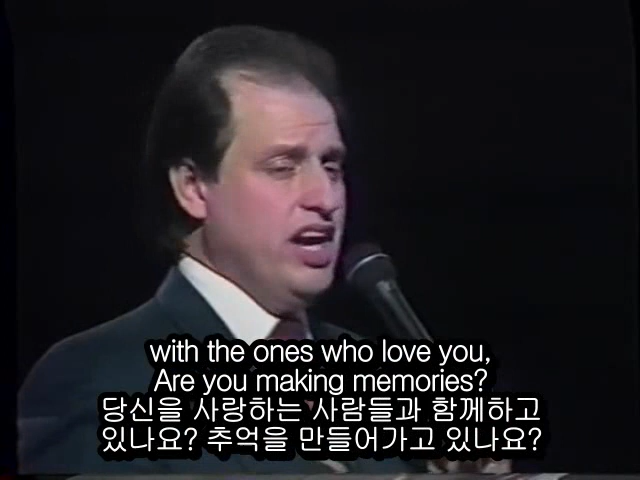 with the ones who love you,
Are you making memories?
당신을 사랑하는 사람들과 함께하고
있나요? 추억을 만들어가고 있나요?